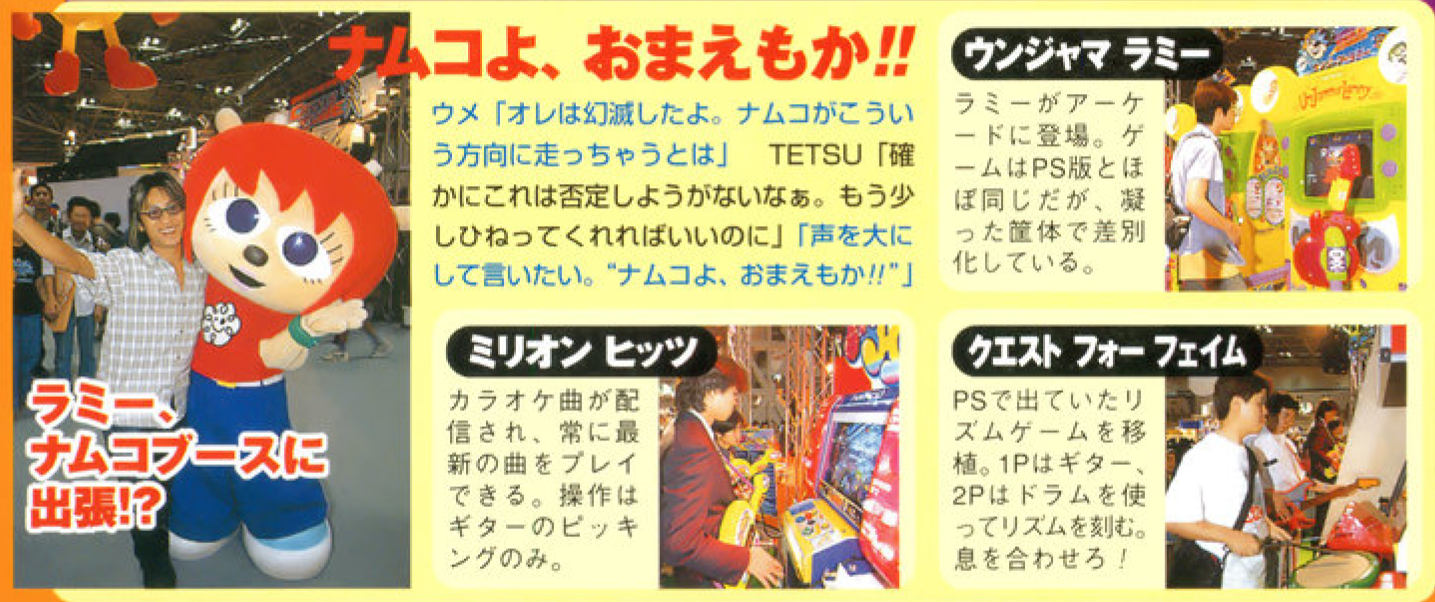 ナムコよ、おまえもか!!
ウメ「オレは幻滅したよ。ナムコがこうい
う方向に走っちゃうとは」　TETSU「確
かにこれは否定しようがないなぁ。もう少
しひねってくれればいいのに」「声を大に
して言いたい。“ナムコよ、おまえもか!!”」
ラミー、
ナムコブースに
出張!?
ウンジャマ ラミー
ラミーがアーケ
ードに登場。ゲ
ームはPS版とほ
ぼ同じだが、凝
った筐体で差別
化している。
UmJammer Lammy
ミリオン ヒッツ
カラオケ曲が配
信され、常に最
新の曲をプレイ
できる。操作は
ギターのピッキ
ングのみ。
クエスト フォー フェイム
PSで出ていたリ
ズムゲームを移
植。1Pはギター、
2Pはドラムを使
ってリズムを刻む。
息を合わせろ！